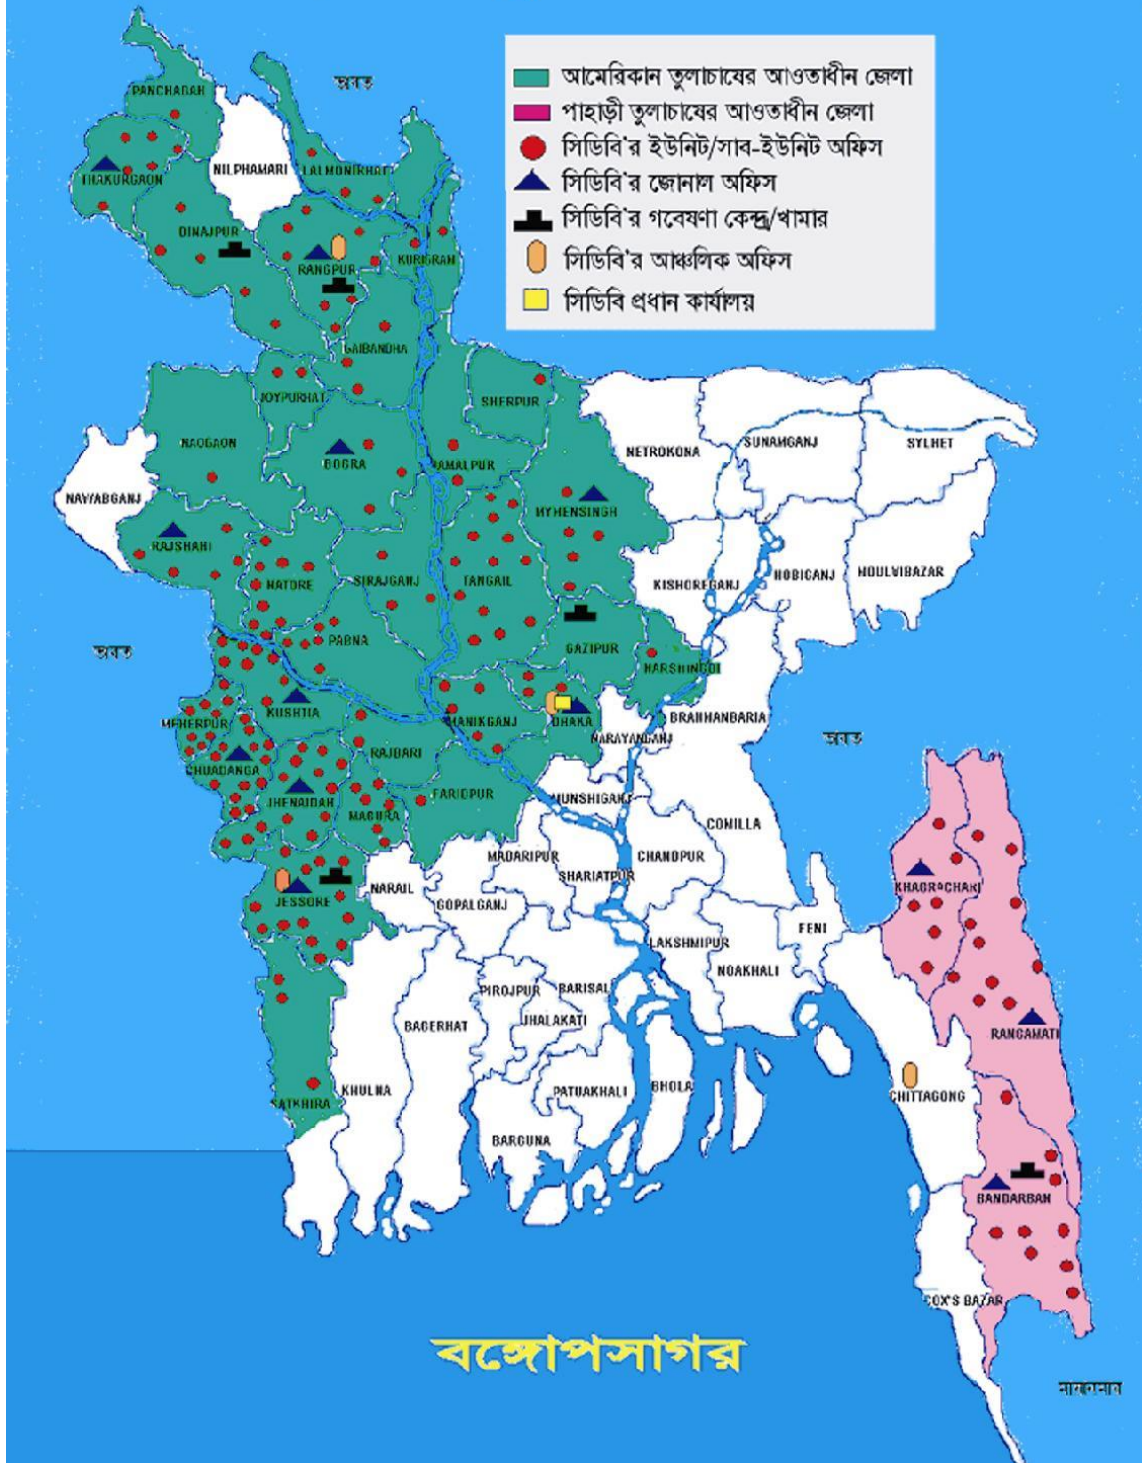 আমেরিকান তুলাচাষের আওতাধীন জেলা
পাহাড়ী তুলাচাষের আওতাধীন জেলা
সিডিবি'র ইউনিট/সাব-ইউনিট অফিস
সিডিবি'র জোনাল অফিস
সিডিবি'র গবেষণা কেন্দ্র/খামার
সিডিবি'র আঞ্চলিক অফিস
সিডিবি প্রধান কার্যালয়
PANCHAGAH
THAKURGAON
NILPHAMARI
LALMONIRHAT
DINAJPUR
RANGPUR
KURIGRAM
GAIBANDHA
JOYPURHAT
SHERPUR
NAOGAON
BOGRA
JAMALPUR
NETROKONA
SUNAMGANJ
SYLHET
NAWABGANJ
MYMENSINGH
RAJSHAHI
NATORE
SIRAJGANJ
TANGAIL
KISHOREGANJ
HOBIGANJ
MOULVIBAZAR
PABNA
GAZIPUR
NARSHINGDI
KUSHTIA
MEHERPUR
MANIKGANJ
DHAKA
BRAHMANBARIA
NARAYANGANJ
RAJBARI
CHUADANGA
JHENAIDAH
MAGURA
FARIDPUR
MUNSHIGANJ
COMILLA
MADARIPUR
SHARIATPUR
CHANDPUR
KHAGRACHARI
JESSORE
NARAIL
GOPALGANJ
LAKSHMIPUR
NOAKHALI
FENI
PIROJPUR
BARISAL
JHALAKATI
BAGERHAT
RANGAMATI
KHULNA
SATKHIRA
PATUAKHALI
BHOLA
CHITTAGONG
BARGUNA
BANDARBAN
COX'S BAZAR
বঙ্গোপসাগর